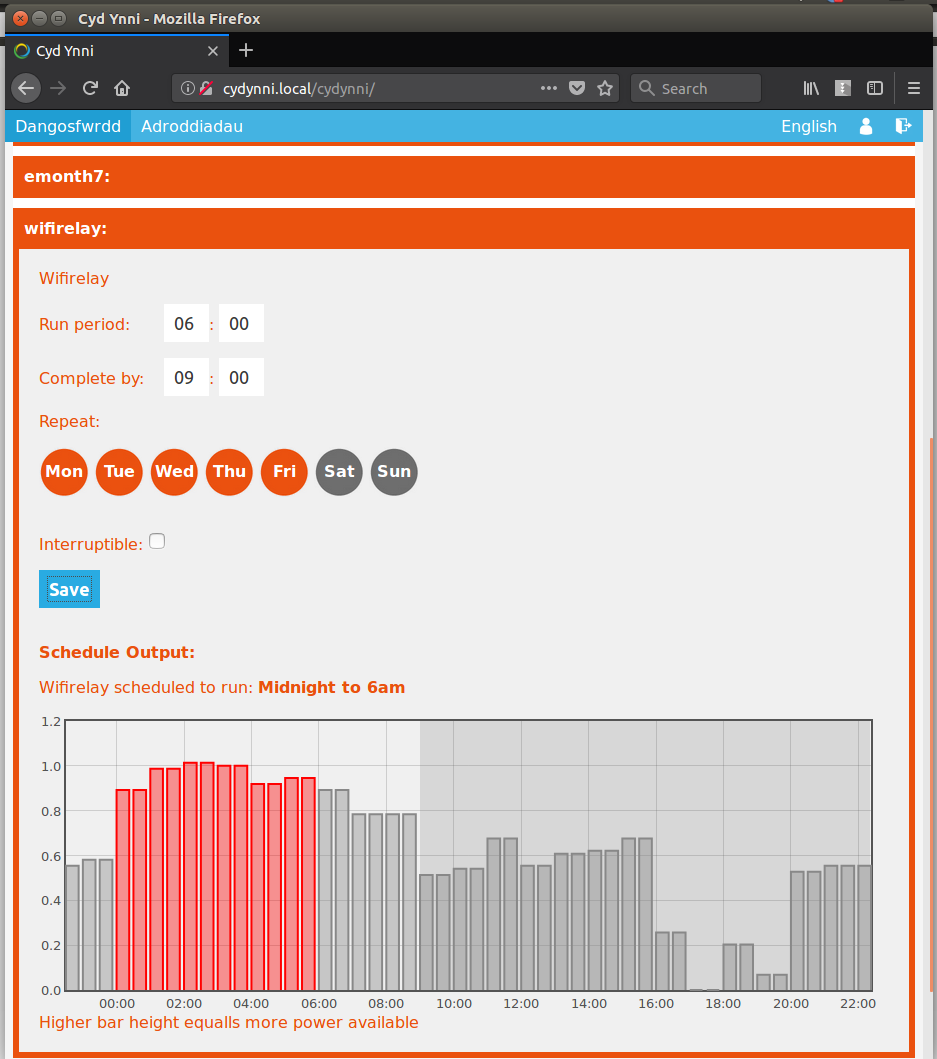 Cyd Ynni - Mozilla Firefox
Cyd Ynni
cydynni.local/cydynni/
Search
Dangosfwrdd Adroddiadau English
emonth7:
wifirelay:
Wifirelay
Run period: 06 : 00
Complete by: 09 : 00
Repeat:
Mon Tue Wed Thu Fri Sat Sun
Interruptible:
Save
Schedule Output:
Wifirelay scheduled to run: Midnight to 6am
1.2
1.0
0.8
0.6
0.4
0.2
0.0
00:00 02:00 04:00 06:00 08:00 10:00 12:00 14:00 16:00 18:00 20:00 22:00
Higher bar height equalls more power available